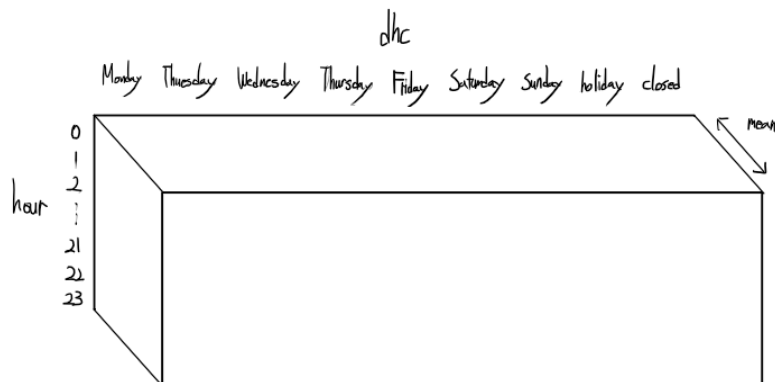 dhc
Monday Thuesday Wednesday Thursday Friday Saturday Sunday holiday closed
mean
0
1
2
hour
21
22
23